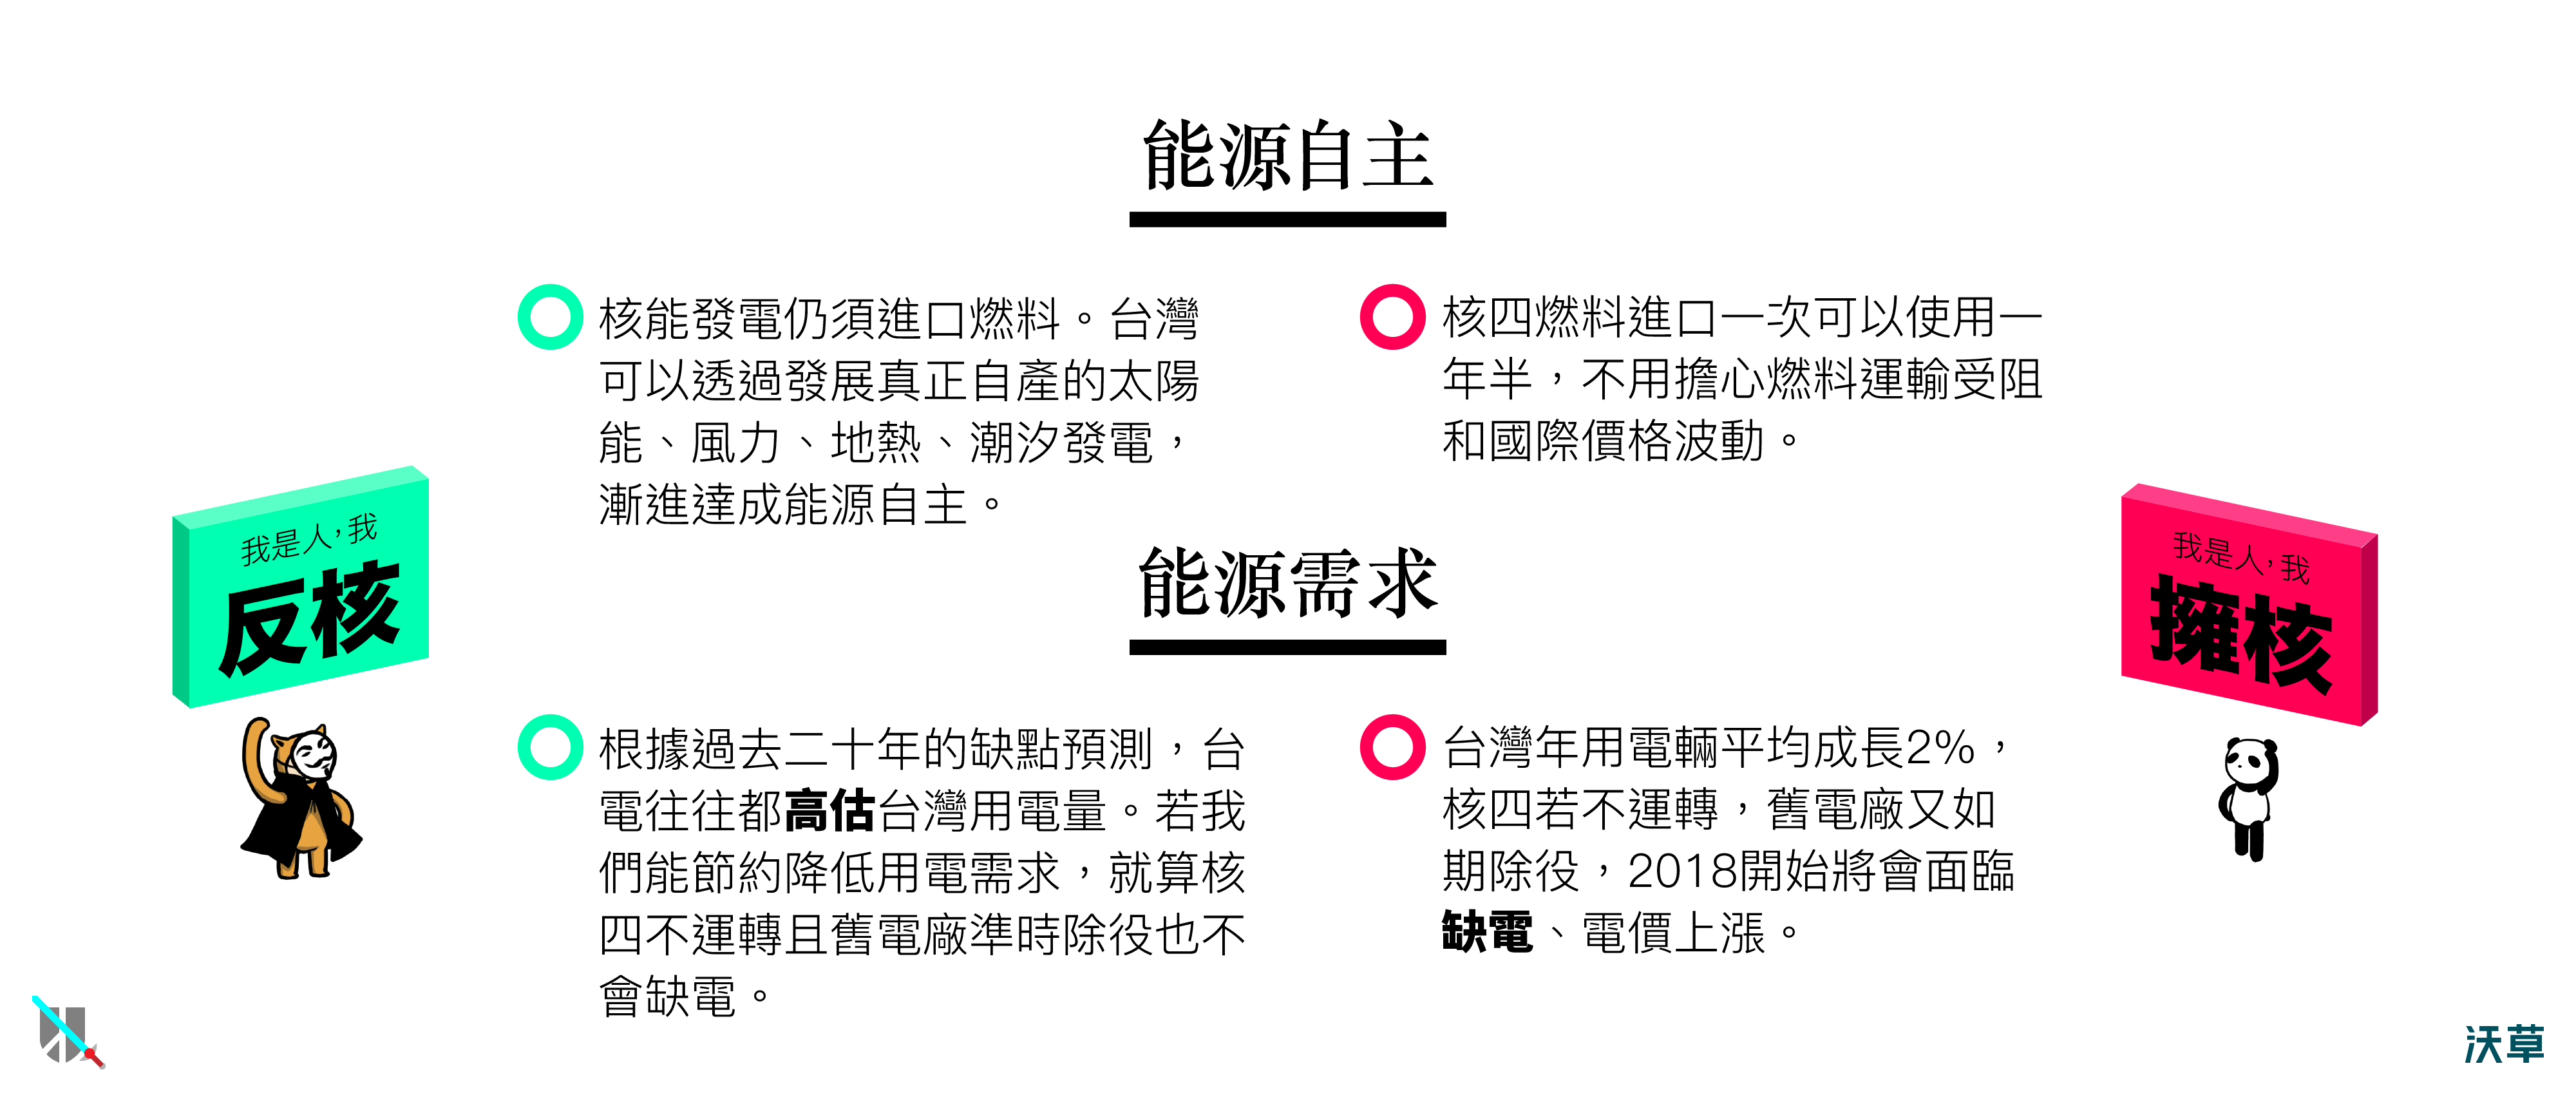 能源自主
核能發電仍須進口燃料。台灣
可以透過發展真正自產的太陽
能、風力、地熱、潮汐發電，
漸進達成能源自主。
核四燃料進口一次可以使用一
年半，不用擔心燃料運輸受阻
和國際價格波動。
我是人，我
反核
我是人，我
擁核
能源需求
根據過去二十年的缺點預測，台
電往往都高估台灣用電量。若我
們能節約降低用電需求，就算核
四不運轉且舊電廠準時除役也不
會缺電。
台灣年用電輛平均成長2%，
核四若不運轉，舊電廠又如
期除役，2018開始將會面臨
缺電、電價上漲。
沃草